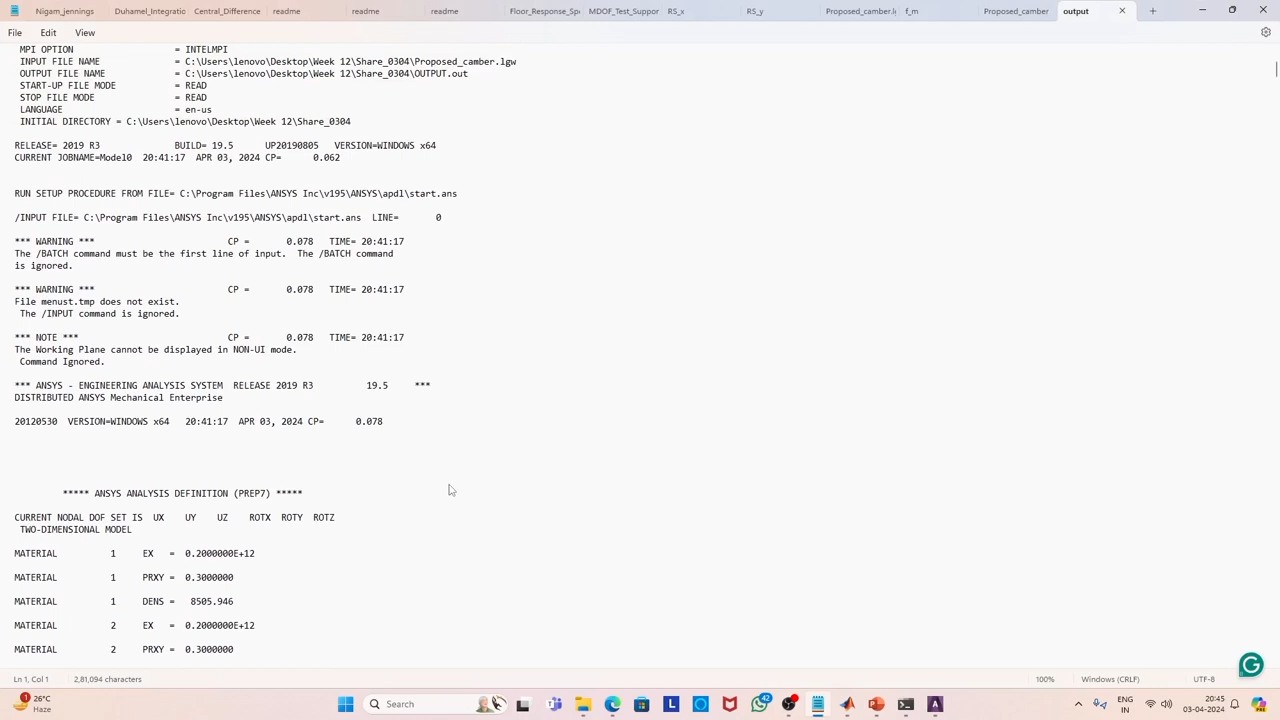 Nigam_jennings
Duhamel_Integratio
Central_Difference
readme
readme
readme
Floor_Response_Spe
MDOF_Test_Suppor
RS_x
RS_y
Proposed_camber.lg
f_m
Proposed_camber
output
File
Edit
View
MPI OPTION = INTELMPI
INPUT FILE NAME = C:\Users\lenovo\Desktop\Week 12\Share_0304\Proposed_camber.lgw
OUTPUT FILE NAME = C:\Users\lenovo\Desktop\Week 12\Share_0304\OUTPUT.out
START-UP FILE MODE = READ
STOP FILE MODE = READ
LANGUAGE = en-us
INITIAL DIRECTORY = C:\Users\lenovo\Desktop\Week 12\Share_0304
RELEASE= 2019 R3 BUILD= 19.5 UP20190805 VERSION=WINDOWS x64
CURRENT JOBNAME=Model0 20:41:17 APR 03, 2024 CP= 0.062
RUN SETUP PROCEDURE FROM FILE= C:\Program Files\ANSYS Inc\v195\ANSYS\apdl\start.ans
/INPUT FILE= C:\Program Files\ANSYS Inc\v195\ANSYS\apdl\start.ans LINE= 0
*** WARNING *** CP = 0.078 TIME= 20:41:17
The /BATCH command must be the first line of input. The /BATCH command
is ignored.
*** WARNING *** CP = 0.078 TIME= 20:41:17
File menust.tmp does not exist.
The /INPUT command is ignored.
*** NOTE *** CP = 0.078 TIME= 20:41:17
The Working Plane cannot be displayed in NON-UI mode.
Command Ignored.
*** ANSYS - ENGINEERING ANALYSIS SYSTEM RELEASE 2019 R3 19.5 ***
DISTRIBUTED ANSYS Mechanical Enterprise
20120530 VERSION=WINDOWS x64 20:41:17 APR 03, 2024 CP= 0.078
***** ANSYS ANALYSIS DEFINITION (PREP7) *****
CURRENT NODAL DOF SET IS UX UY UZ ROTX ROTY ROTZ
TWO-DIMENSIONAL MODEL
MATERIAL 1 EX = 0.2000000E+12
MATERIAL 1 PRXY = 0.3000000
MATERIAL 1 DENS = 8505.946
MATERIAL 2 EX = 0.2000000E+12
MATERIAL 2 PRXY = 0.3000000
Ln 1, Col 1
2,81,094 characters
100%
Windows (CRLF)
UTF-8
1
26°C
Haze
Search
42
ENG
IN
20:45
03-04-2024